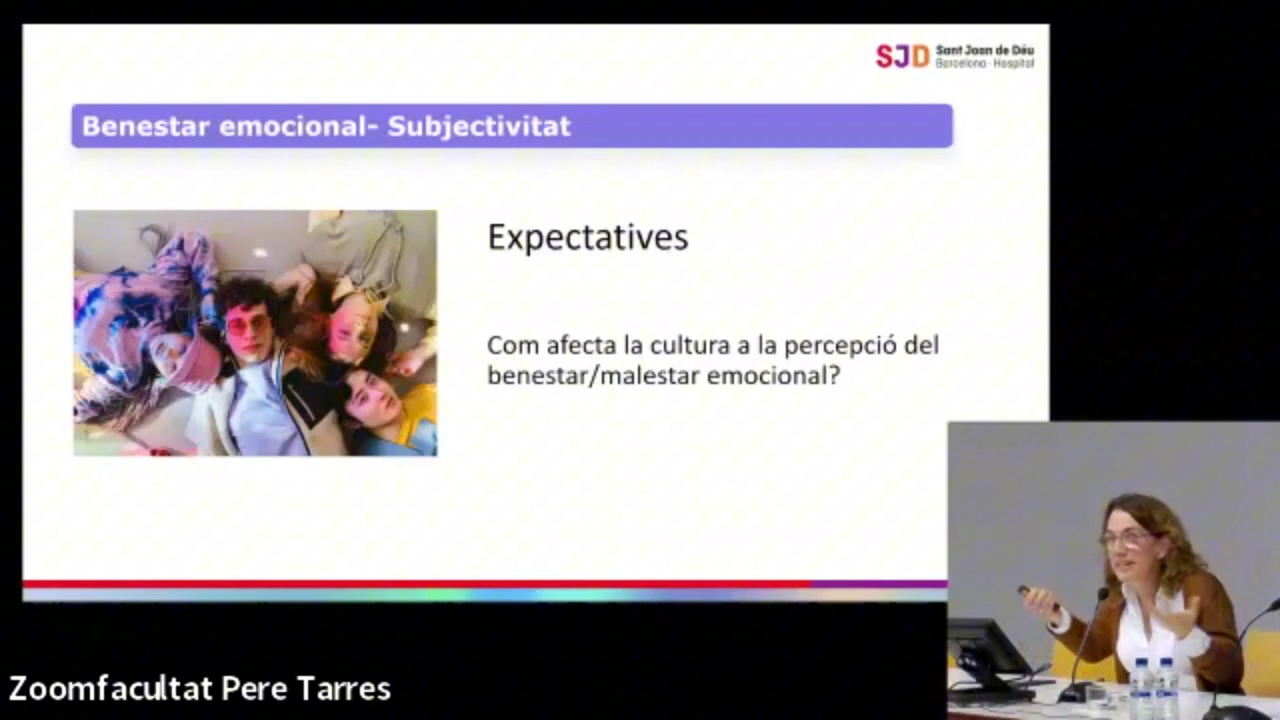 SJD Sant Joan de Déu
Barcelona · Hospital
Benestar emocional- Subjectivitat
Expectatives
Com afecta la cultura a la percepció del
benestar/malestar emocional?
Zoomfacultat Pere Tarres